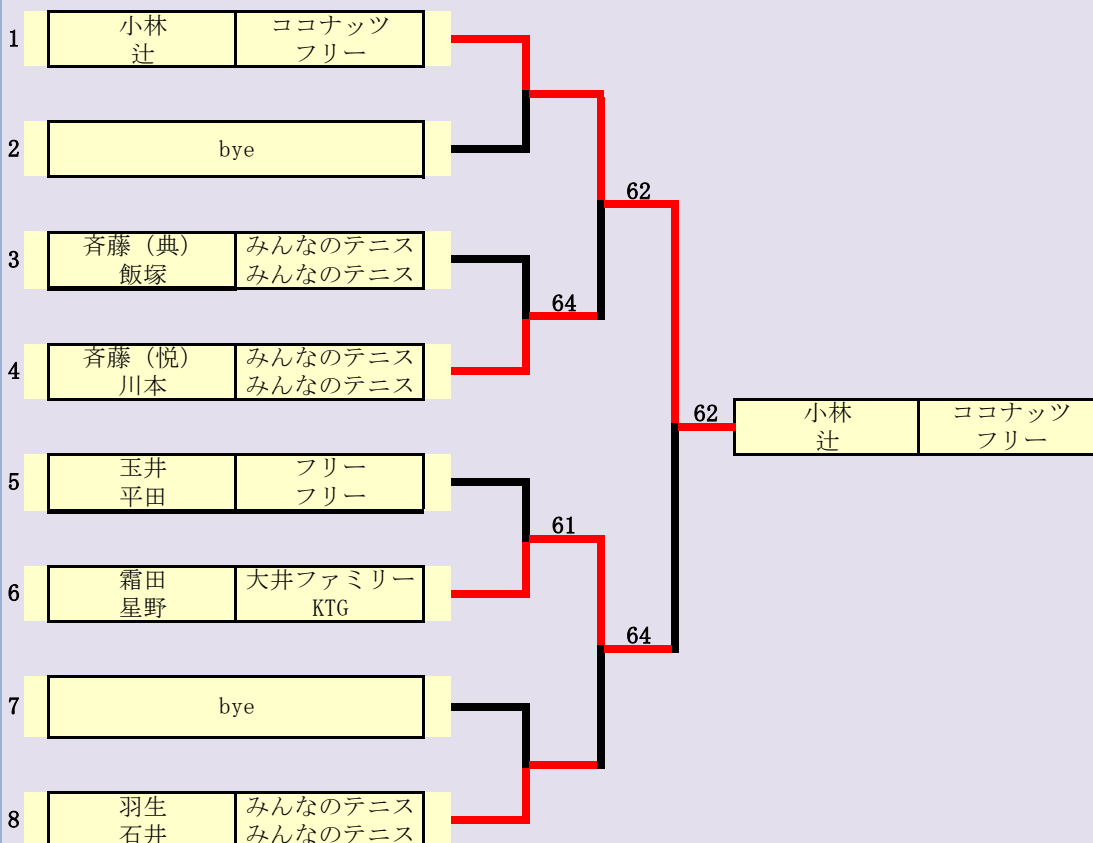 1
小林 ココナッツ
辻 フリー
2
bye
62
3
斉藤（典） みんなのテニス
飯塚 みんなのテニス
64
4
斉藤（悦） みんなのテニス
川本 みんなのテニス
62
小林 ココナッツ
辻 フリー
5
玉井 フリー
平田 フリー
61
6
霜田 大井ファミリー
星野 KTG
64
7
bye
8
羽生 みんなのテニス
石井 みんなのテニス